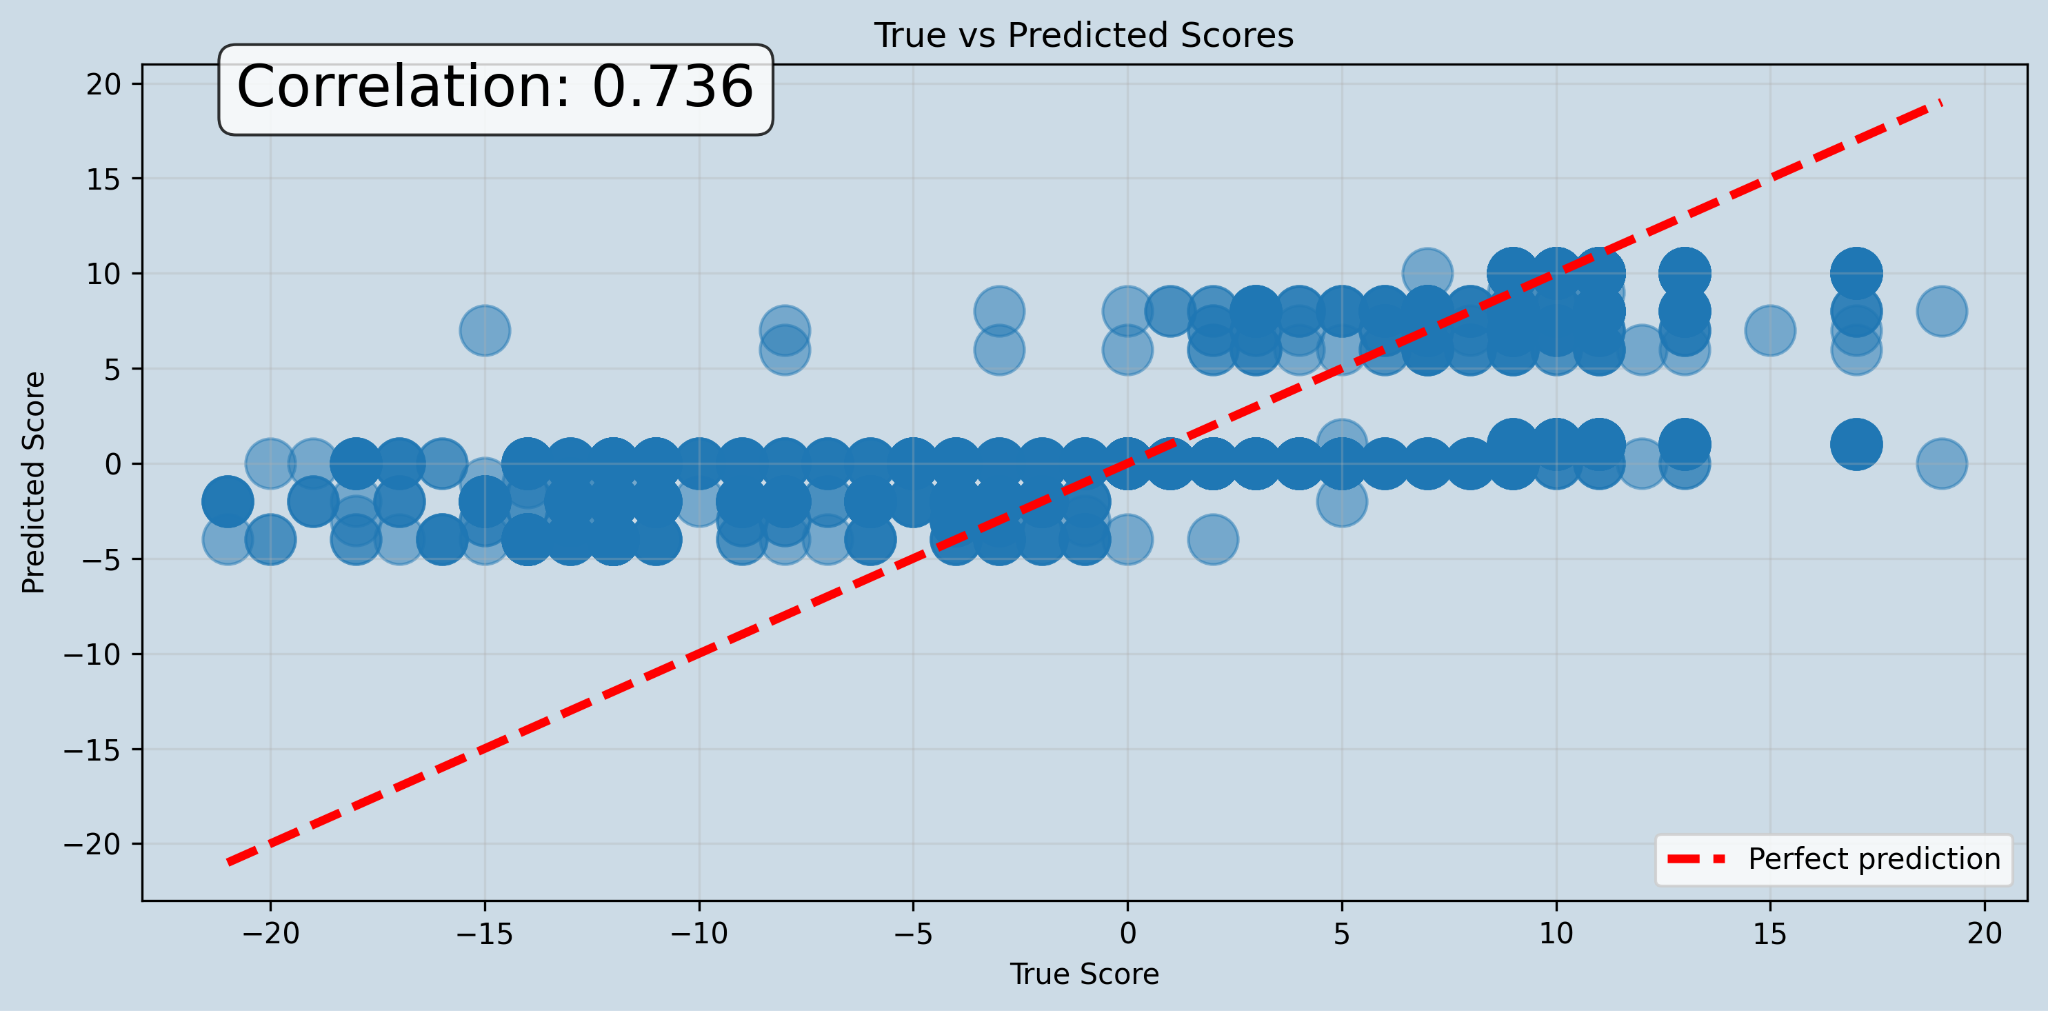 True vs Predicted Scores
Correlation: 0.736
20
15
10
5
0
−5
−10
−15
−20
Predicted Score
Perfect prediction
−20 −15 −10 −5 0 5 10 15 20
True Score